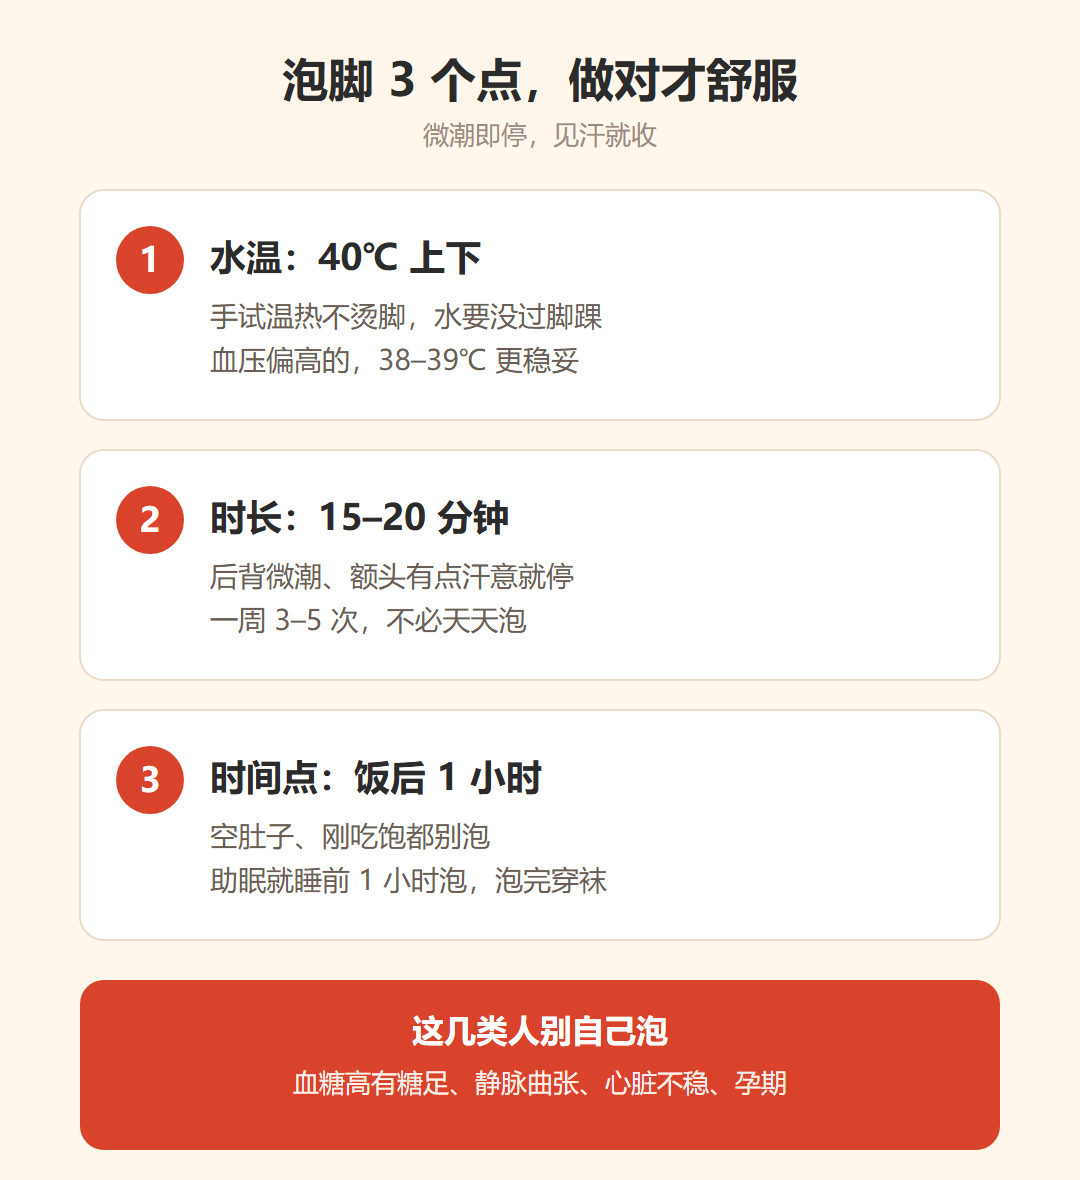 泡脚 3 个点，做对才舒服
微潮即停，见汗就收
1
水温：40℃ 上下
手试温热不烫脚，水要没过脚踝
血压偏高的，38–39℃ 更稳妥
2
时长：15–20 分钟
后背微潮、额头有点汗意就停
一周 3–5 次，不必天天泡
3
时间点：饭后 1 小时
空肚子、刚吃饱都别泡
助眠就睡前 1 小时泡，泡完穿袜
这几类人别自己泡
血糖高有糖足、静脉曲张、心脏不稳、孕期